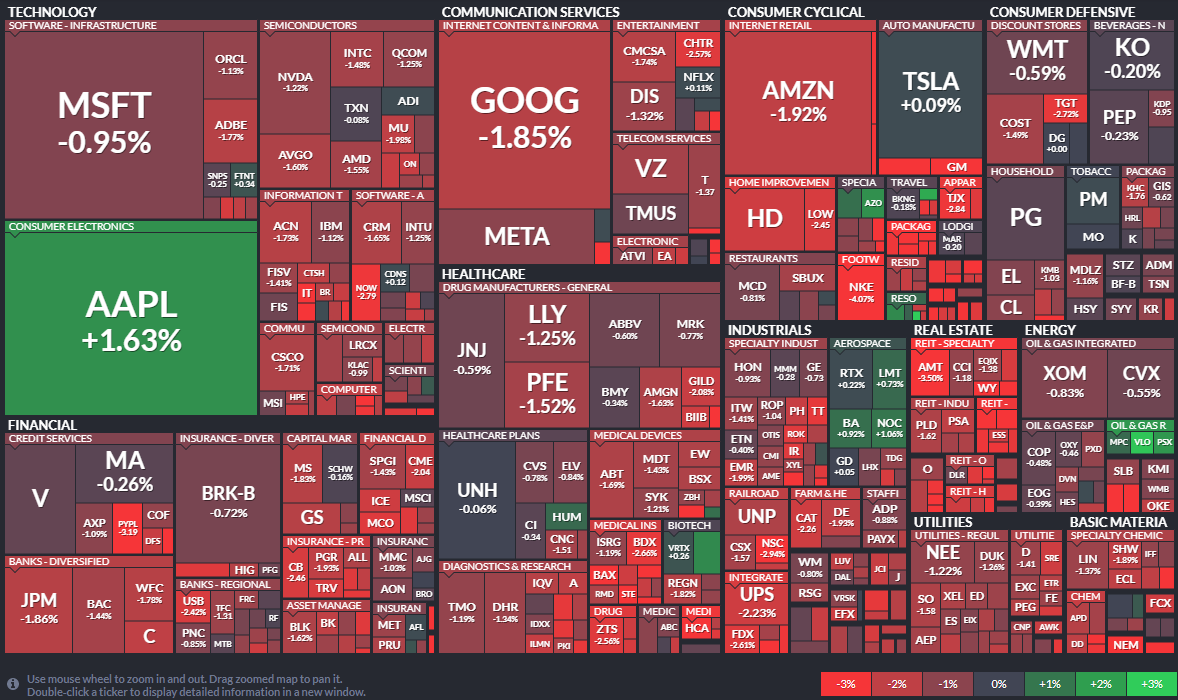 TECHNOLOGY
SOFTWARE - INFRASTRUCTURE
MSFT
-0.95%
ORCL
-1.13%
ADBE
-1.77%
SNPS
-0.25
FTNT
+0.34
SEMICONDUCTORS
NVDA
-1.22%
INTC
-1.48%
QCOM
-1.25%
TXN
-0.08%
ADI
AVGO
-1.60%
AMD
-1.55%
MU
-1.98%
ON
CONSUMER ELECTRONICS
AAPL
+1.63%
INFORMATION T
ACN
-1.73%
IBM
-1.12%
FISV
-1.41%
CTSH
IT
BR
FIS
SOFTWARE - A
CRM
-1.65%
INTU
-1.25%
NOW
-2.79
CDNS
+0.12
COMMU
CSCO
-1.71%
MSI
HPE
SEMICOND
LRCX
KLAC
-0.99
COMPUTER
ELECTR
SCIENTI
COMMUNICATION SERVICES
INTERNET CONTENT & INFORMA
GOOG
-1.85%
META
ENTERTAINMENT
CMCSA
-1.74%
CHTR
-2.57%
NFLX
+0.11%
DIS
-1.32%
TELECOM SERVICES
VZ
T
-1.37
TMUS
ELECTRONIC
ATVI
EA
CONSUMER CYCLICAL
INTERNET RETAIL
AMZN
-1.92%
AUTO MANUFACTU
TSLA
+0.09%
GM
HOME IMPROVEMEN
HD
LOW
-2.45
SPECIA
AZO
TRAVEL
BKNG
-0.18%
APPAR
TJX
-2.84
PACKAG
LODGI
MAR
-0.20
RESTAURANTS
MCD
-0.81%
SBUX
FOOTW
NKE
-4.07%
RESID
RESO
CONSUMER DEFENSIVE
DISCOUNT STORES
WMT
-0.59%
COST
-1.49%
TGT
-2.72%
DG
+0.00
BEVERAGES - N
KO
-0.20%
PEP
-0.23%
KDP
-0.95
HOUSEHOLD
PG
EL
KMB
-1.03
CL
TOBACC
PM
MO
PACKAG
KHC
-1.76
GIS
-0.62
HRL
K
MDLZ
-1.16%
STZ
ADM
BF-B
TSN
HSY
SYY
KR
HEALTHCARE
DRUG MANUFACTURERS - GENERAL
JNJ
-0.59%
LLY
-1.25%
PFE
-1.52%
ABBV
-0.60%
MRK
-0.77%
BMY
-0.34%
AMGN
-1.63%
GILD
-2.08%
BIIB
HEALTHCARE PLANS
UNH
-0.06%
CVS
-0.78%
ELV
-0.84%
CI
-0.34
HUM
CNC
-1.51
MEDICAL DEVICES
ABT
-1.69%
MDT
-1.43%
EW
BSX
SYK
-1.21%
ZBH
MEDICAL INS
ISRG
-1.19%
BDX
-2.66%
BAX
RMD
STE
BIOTECH
VRTX
+0.26
REGN
-1.82%
DIAGNOSTICS & RESEARCH
TMO
-1.19%
DHR
-1.34%
IQV
A
IDXX
ILMN
PKI
DRUG
ZTS
-2.56%
MEDIC
ABC
MEDI
HCA
FINANCIAL
CREDIT SERVICES
V
MA
-0.26%
AXP
-1.09%
PYPL
-3.19
COF
DFS
BANKS - DIVERSIFIED
JPM
-1.86%
BAC
-1.44%
WFC
-1.78%
C
INSURANCE - DIVER
BRK-B
-0.72%
HIG
PFG
BANKS - REGIONAL
USB
-2.42%
TFC
-1.31
FRC
RF
PNC
-0.85%
MTB
CAPITAL MAR
MS
-1.83%
SCHW
-0.16%
GS
FINANCIAL D
SPGI
-1.43%
CME
-2.04
ICE
MSCI
MCO
INSURANCE - PR
CB
-2.46
PGR
-1.93%
ALL
TRV
INSURANC
MMC
-1.03%
AJG
AON
BRO
ASSET MANAGE
BLK
-1.62%
BK
INSURAN
MET
AFL
PRU
INDUSTRIALS
SPECIALTY INDUST
HON
-0.93%
MMM
-0.28
GE
-0.73
ITW
-1.41%
ROP
-1.04
PH
TT
ETN
-0.40%
OTIS
ROK
CMI
IR
EMR
-1.99%
XYL
AME
AEROSPACE
RTX
+0.22%
LMT
+0.73%
BA
+0.92%
NOC
+1.06%
GD
+0.05
LHX
TDG
RAILROAD
UNP
CSX
-1.57
NSC
-2.94%
FARM & HE
CAT
-2.26
DE
-1.93%
STAFFI
ADP
-0.88%
PAYX
INTEGRATE
UPS
-2.23%
FDX
-2.61%
WM
-0.80%
RSG
LUV
DAL
JCI
J
VRSK
EFX
REAL ESTATE
REIT - SPECIALTY
AMT
-3.50%
CCI
-1.18
EQIX
-1.38
WY
REIT - INDU
PLD
-1.62
PSA
REIT -
ESS
O
REIT - O
DLR
REIT - H
ENERGY
OIL & GAS INTEGRATED
XOM
-0.83%
CVX
-0.55%
OIL & GAS E&P
COP
-0.48%
OXY
-0.46
PXD
EOG
-0.39%
DVN
HES
OIL & GAS R
MPC
VLO
PSX
SLB
KMI
WMB
OKE
UTILITIES
UTILITIES - REGUL
NEE
-1.22%
DUK
-1.26%
SO
-1.58
XEL
ED
ES
EIX
AEP
UTILITIE
D
-1.41
SRE
EXC
ETR
FE
PEG
CNP
AWK
BASIC MATERIA
SPECIALTY CHEMIC
LIN
-1.37%
SHW
-1.89%
IFF
ECL
CHEM
APD
DD
FCX
NEM
Use mouse wheel to zoom in and out. Drag zoomed map to pan it.
Double-click a ticker to display detailed information in a new window.
-3%
-2%
-1%
0%
+1%
+2%
+3%